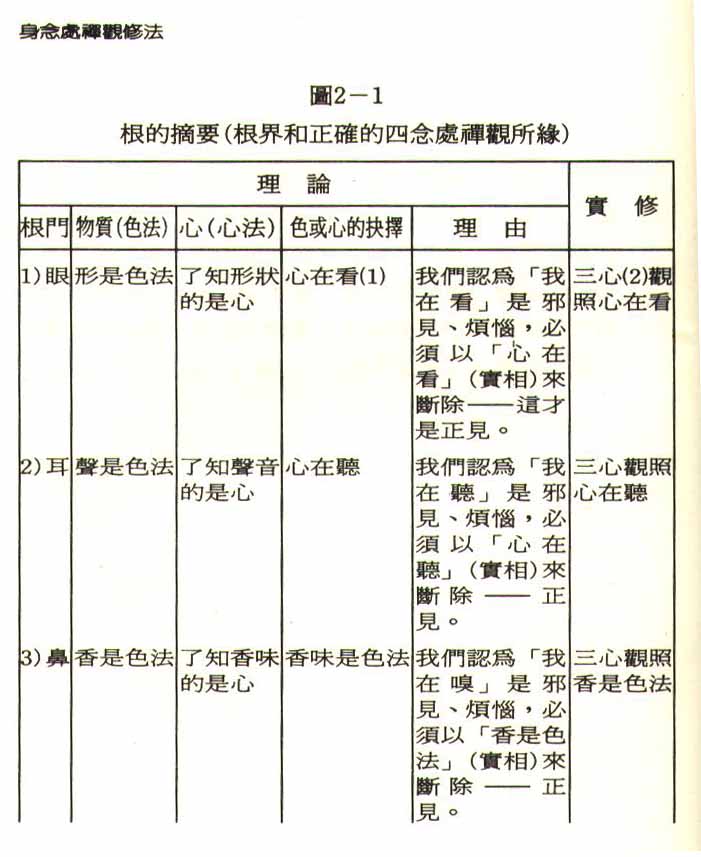 身念處禪觀修法
圖2－1
根的摘要(根界和正確的四念處禪觀所緣)
理 論
實 修
根門
物質(色法)
心(心法)
色或心的抉擇
理 由
1)眼
形是色法
了知形狀
的是心
心在看(1)
我們認爲「我
在看」是邪
見、煩惱，必
須以「心在
看」(實相)來
斷除——這才
是正見。
三心(2)觀
照心在看
2)耳
聲是色法
了知聲音
的是心
心在聽
我們認爲「我
在聽」是邪
見、煩惱，必
須以「心在
聽」(實相)來
斷除——正
見。
三心觀照
心在聽
3)鼻
香是色法
了知香味
的是心
香味是色法
我們認爲「我
在嗅」是邪
見、煩惱，必
須以「香是色
法」(實相)來
斷除——正
見。
三心觀照
香是色法